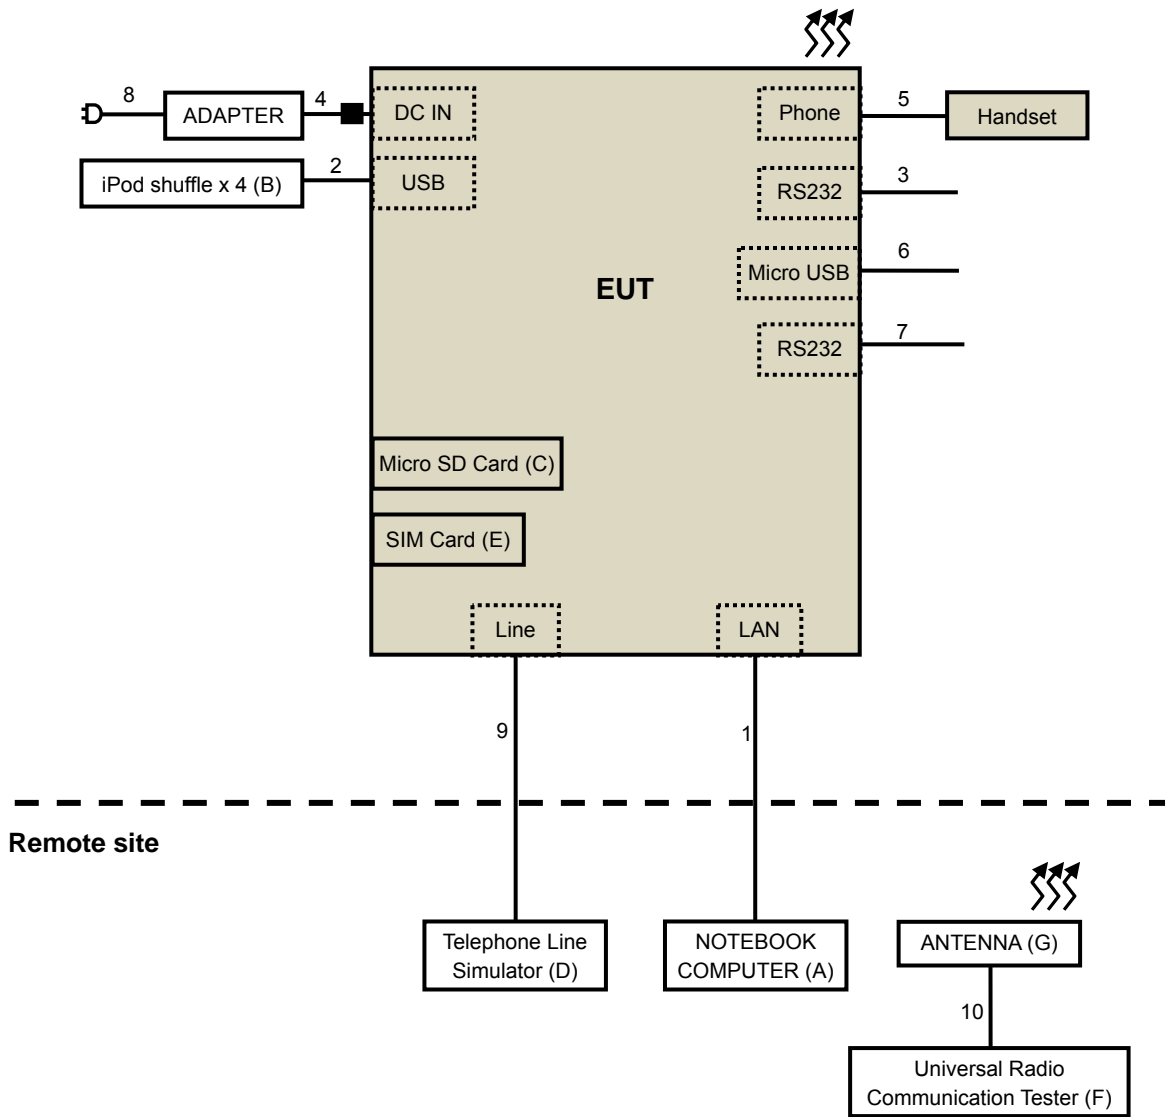 8
ADAPTER
4
DC IN
Phone
5
Handset
iPod shuffle x 4 (B)
2
USB
RS232
3
EUT
Micro USB
6
RS232
7
Micro SD Card (C)
SIM Card (E)
Line
LAN
9
1
Remote site
Telephone Line
Simulator (D)
NOTEBOOK
COMPUTER (A)
ANTENNA (G)
10
Universal Radio
Communication Tester (F)